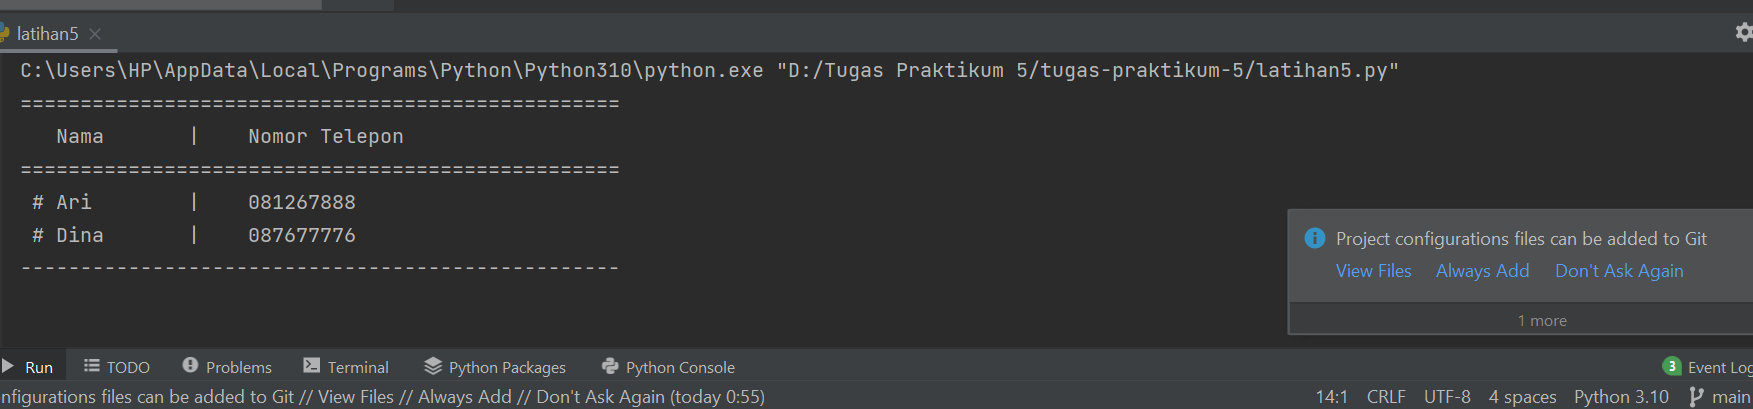 latihan5
C:\Users\HP\AppData\Local\Programs\Python\Python310\python.exe "D:/Tugas Praktikum 5/tugas-praktikum-5/latihan5.py"
==================================================
   Nama       |    Nomor Telepon
==================================================
 # Ari        |    081267888
 # Dina       |    087677776
--------------------------------------------------
Project configurations files can be added to Git
View Files Always Add Don't Ask Again
1 more
Run TODO Problems Terminal Python Packages Python Console 3 Event Log
nfigurations files can be added to Git // View Files // Always Add // Don't Ask Again (today 0:55) 14:1 CRLF UTF-8 4 spaces Python 3.10 main